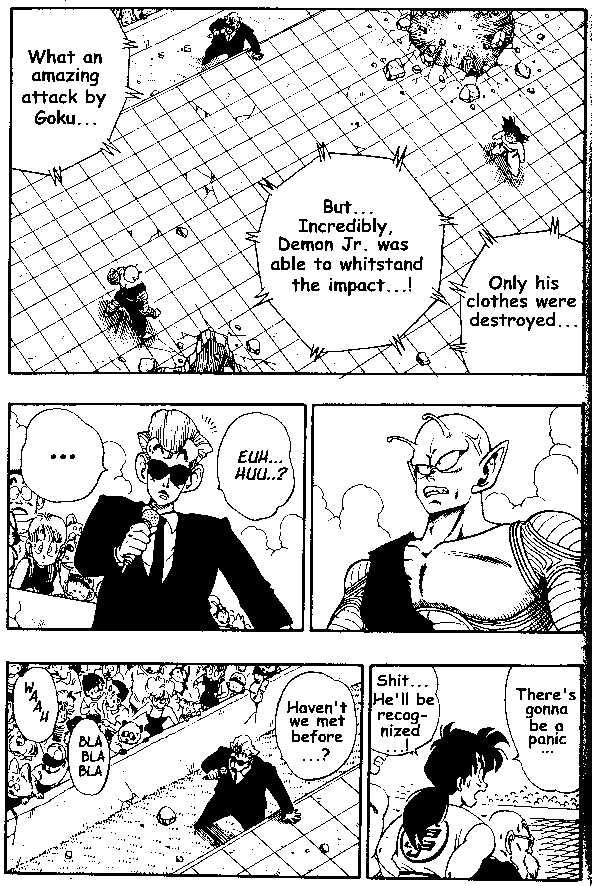 What an
amazing
attack by
Goku...
But...
Incredibly,
Demon Jr. was
able to whitstand
the impact...!
Only his
clothes were
destroyed...
...
EUH...
HUU..?
WAAH
BLA
BLA
BLA
Haven't
we met
before
...?
Shit...
He'll be
recog-
nized
...!
There's
gonna
be a
panic
...